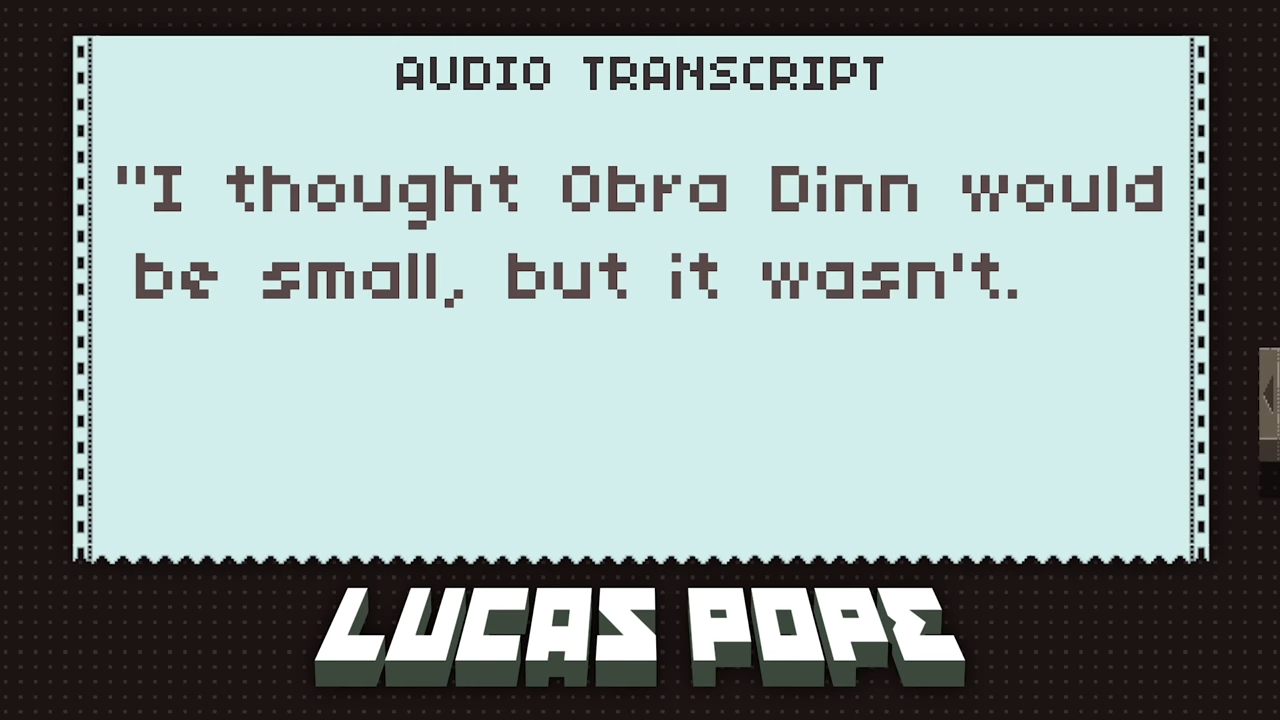 AUDIO TRANSCRIPT
"I thought Obra Dinn would
be small, but it wasn't.
LUCAS POPE